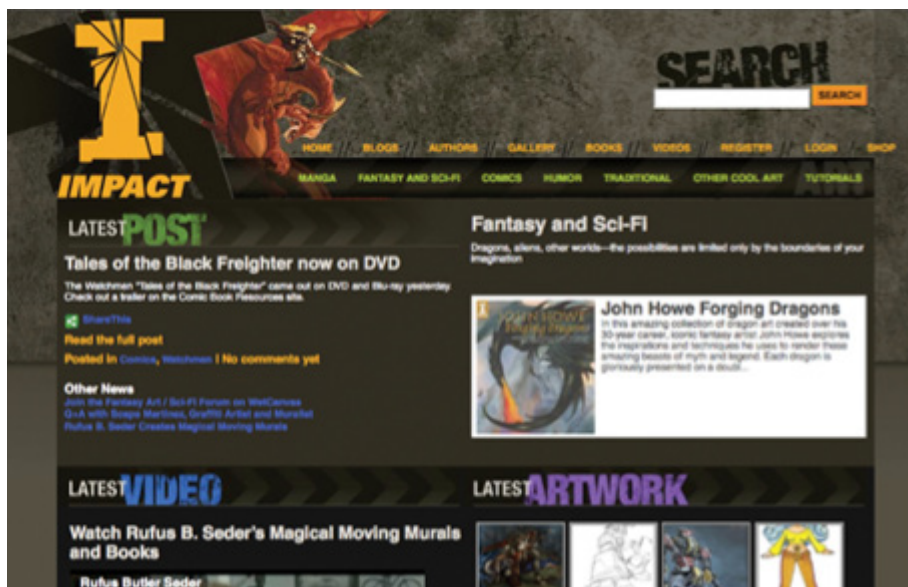 I.
IMPACT
SEARCH
SEARCH
HOME // BLOGS // AUTHORS // GALLERY // BOOKS // VIDEOS // REGISTER // LOGIN // SHOP
MANGA FANTASY AND SCI-FI COMICS HUMOR TRADITIONAL OTHER COOL ART TUTORIALS
ART
LATEST POST
Tales of the Black Freighter now on DVD
The Watchmen "Tales of the Black Freighter" came out on DVD and Blu-ray yesterday.
Check out a trailer on the Comic Book Resources site.
ShareThis
Read the full post
Posted in Comics, Watchmen | No comments yet
Other News
Join the Fantasy Art / Sci-Fi Forum on WetCanvas
Q+A with Scape Martinez, Graffiti Artist and Muralist
Rufus B. Seder Creates Magical Moving Murals
Fantasy and Sci-Fi
Dragons, aliens, other worlds—the possibilities are limited only by the boundaries of your
imagination
JOHN HOWE
Forging Dragons
John Howe Forging Dragons
In this amazing collection of dragon art created over his
30-year career, iconic fantasy artist John Howe explores
the inspirations and techniques he uses to render these
amazing beasts of myth and legend. Each dragon is
gloriously presented on a doubl...
LATEST VIDEO
Watch Rufus B. Seder's Magical Moving Murals
and Books
Rufus Butler Seder
LATEST ARTWORK